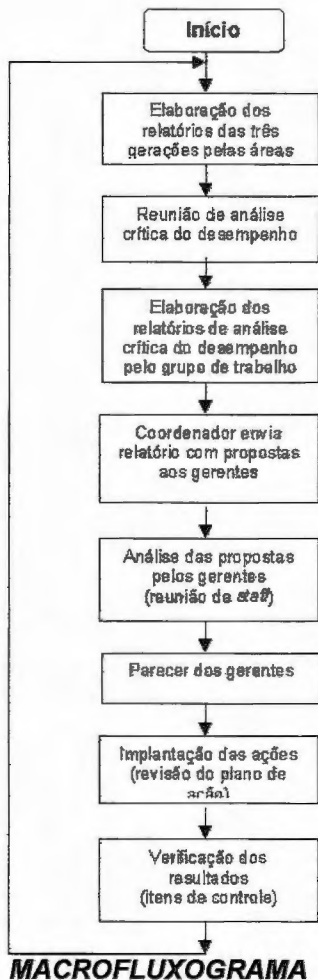 Início
Elaboração dos
relatórios das três
gerações pelas áreas
Reunião de análise
crítica do desempenho
Elaboração dos
relatórios de análise
crítica do desempenho
pelo grupo de trabalho
Coordenador envia
relatório com propostas
aos gerentes
Análise das propostas
pelos gerentes
(reunião de staff)
Parecer dos gerentes
Implantação das ações
(revisão do plano de
ação)
Verificação dos
resultados
(itens de controle)
MACROFLUXOGRAMA